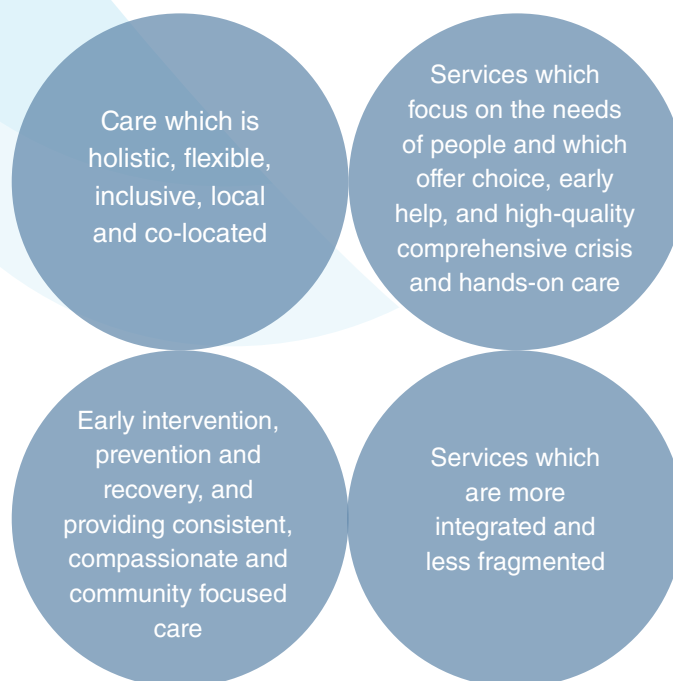 Care which is
holistic, flexible,
inclusive, local
and co-located
Services which
focus on the needs
of people and which
offer choice, early
help, and high-quality
comprehensive crisis
and hands-on care
Early intervention,
prevention and
recovery, and
providing consistent,
compassionate and
community focused
care
Services which
are more
integrated and
less fragmented